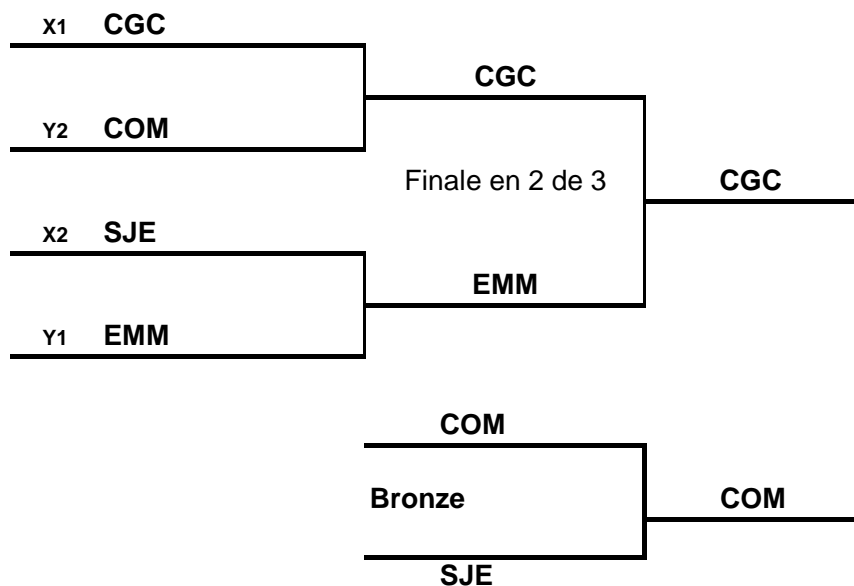 X1 CGC
CGC
Y2 COM
Finale en 2 de 3
CGC
X2 SJE
EMM
Y1 EMM
COM
Bronze
COM
SJE